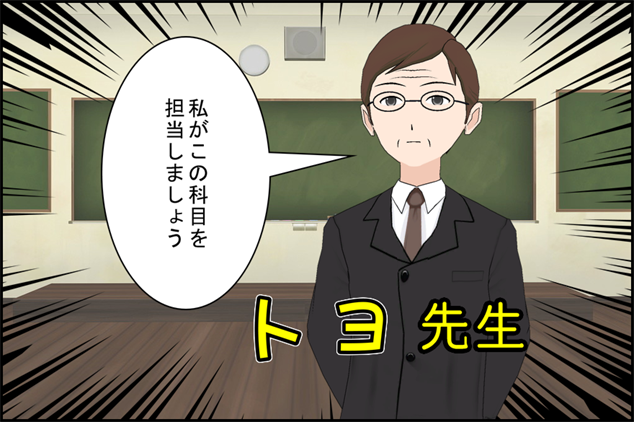 私がこの科目を
担当しましょう
トヨ 先生